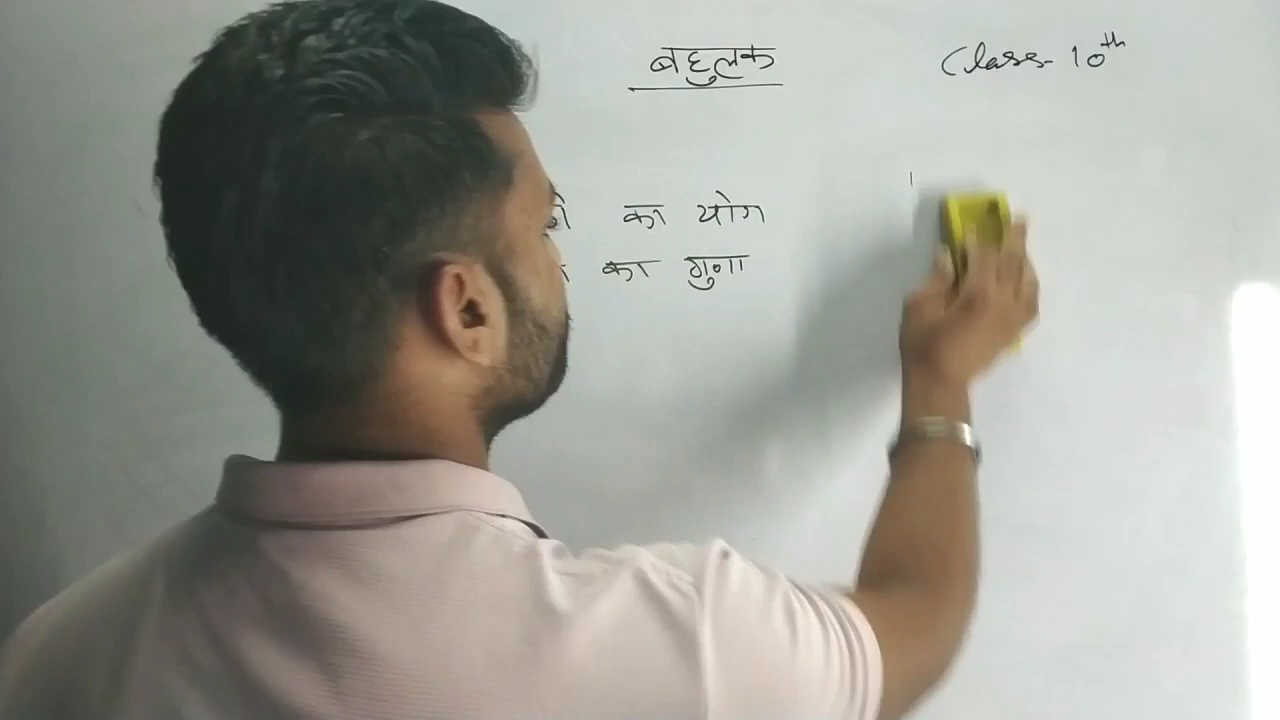 बहुलक
Class- 10th
का योग
का गुणा